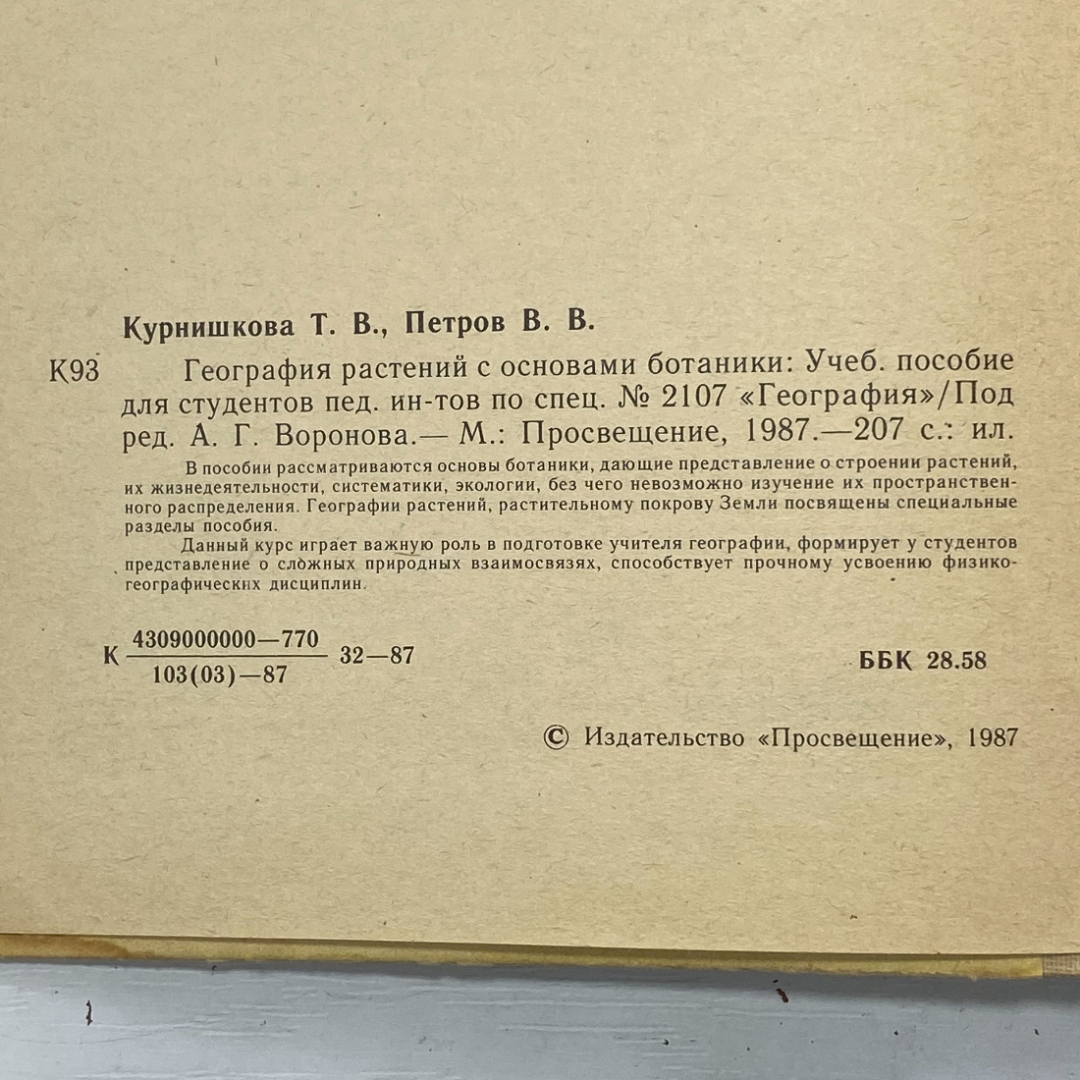 Курнишкова Т. В., Петров В. В.
К93 География растений с основами ботаники: Учеб. пособие
для студентов пед. ин-тов по спец. № 2107 «География»/Под
ред. А. Г. Воронова.— М.: Просвещение, 1987.—207 с.: ил.
В пособии рассматриваются основы ботаники, дающие представление о строении растений,
их жизнедеятельности, систематики, экологии, без чего невозможно изучение их пространствен-
ного распределения. Географии растений, растительному покрову Земли посвящены специальные
разделы пособия.
Данный курс играет важную роль в подготовке учителя географии, формирует у студентов
представление о сложных природных взаимосвязях, способствует прочному усвоению физико-
географических дисциплин.
4309000000—770
К 32—87
103(03)—87
ББК 28.58
© Издательство «Просвещение», 1987